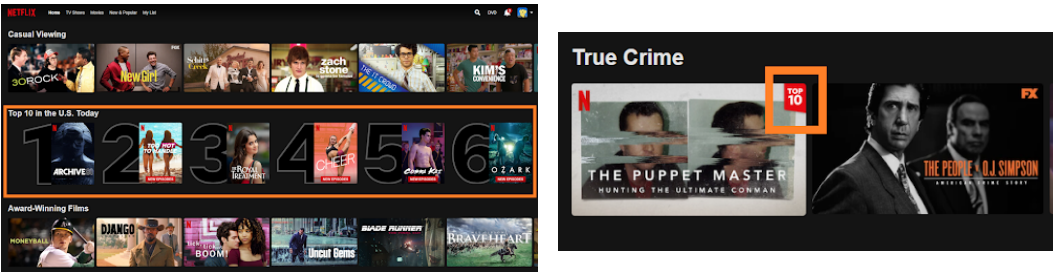 NETFLIX Home TV Shows Movies New & Popular My List DVD
Casual Viewing
30 ROCK
New Girl
FOX
Schitt's Creek
zach stone
THE IT CROWD
KIM'S CONVENIENCE
Top 10 in the U.S. Today
1 2 3 4 5 6
ARCHIVE
TOO HOT TO HANDLE
THE ROYAL TREATMENT
CHEER
NEW EPISODES
COBRA KAI
NEW EPISODES
OZARK
NEW EPISODES
Award-Winning Films
MONEYBALL
DJANGO
tick, tick... BOOM!
Uncut Gems
BLADE RUNNER
BRAVEHEART
True Crime
N
TOP 10
THE PUPPET MASTER
HUNTING THE ULTIMATE CONMAN
FX
THE PEOPLE v O.J. SIMPSON
AMERICAN CRIME STORY